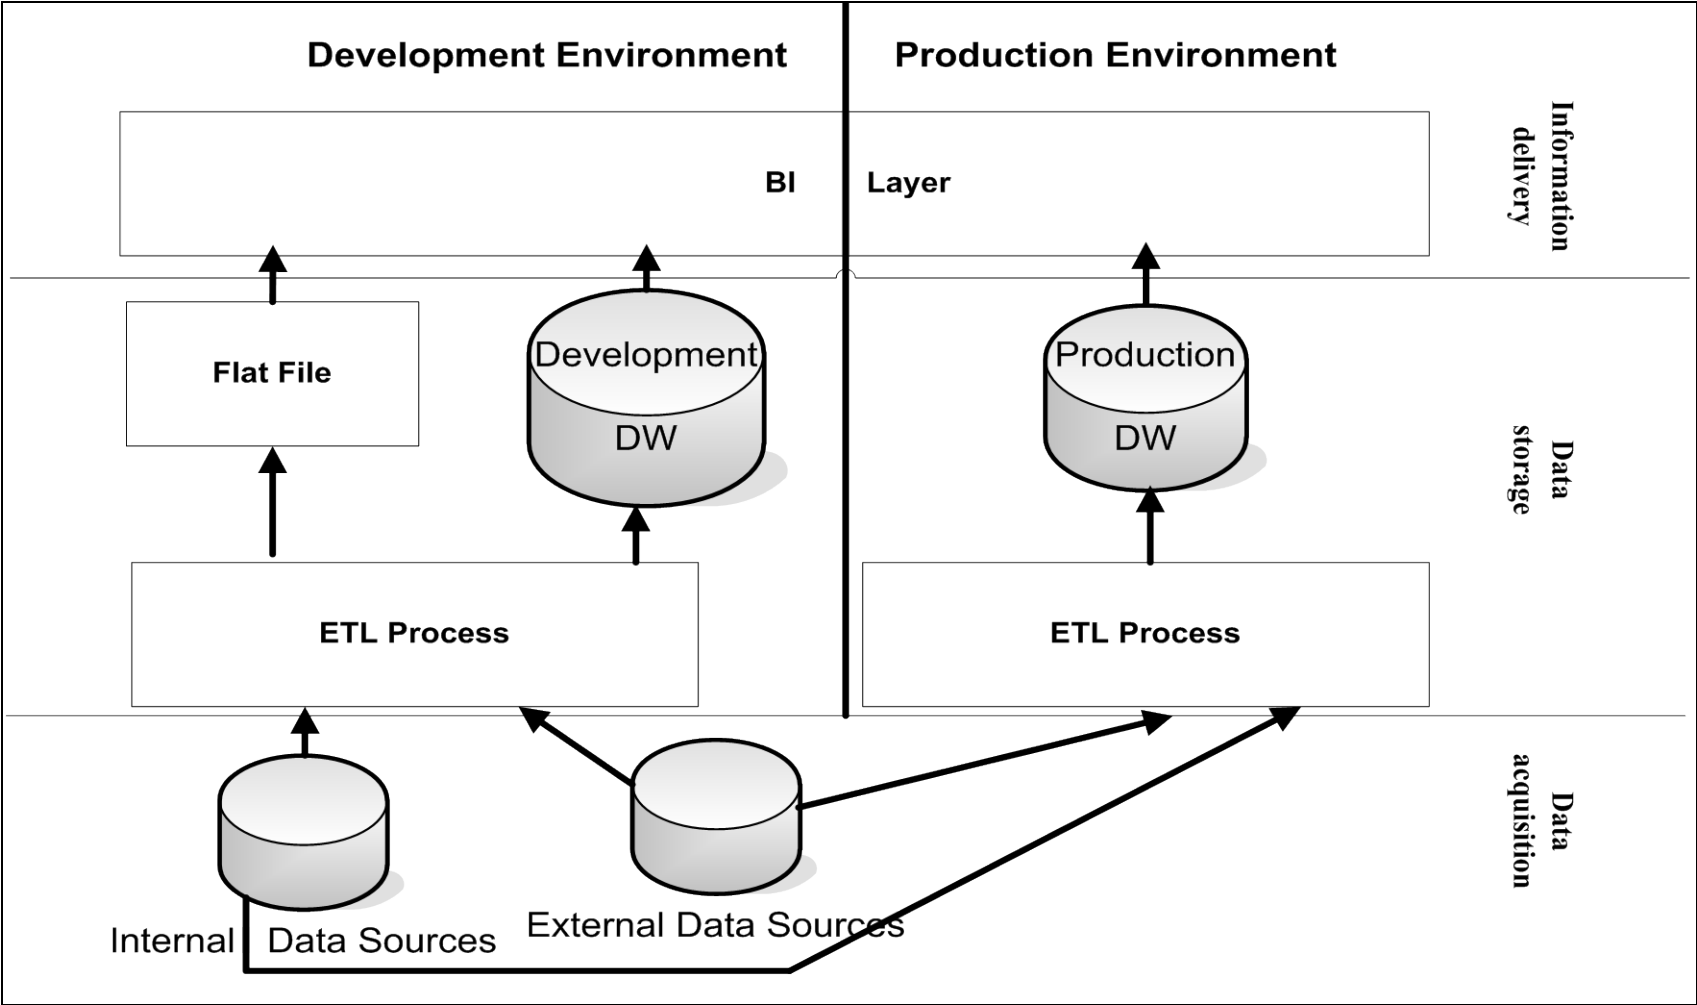 Development Environment
Production Environment
BI Layer
Information
delivery
Flat File
Development
DW
Production
DW
Data
storage
ETL Process
ETL Process
Data
acquisition
Internal Data Sources
External Data Sources